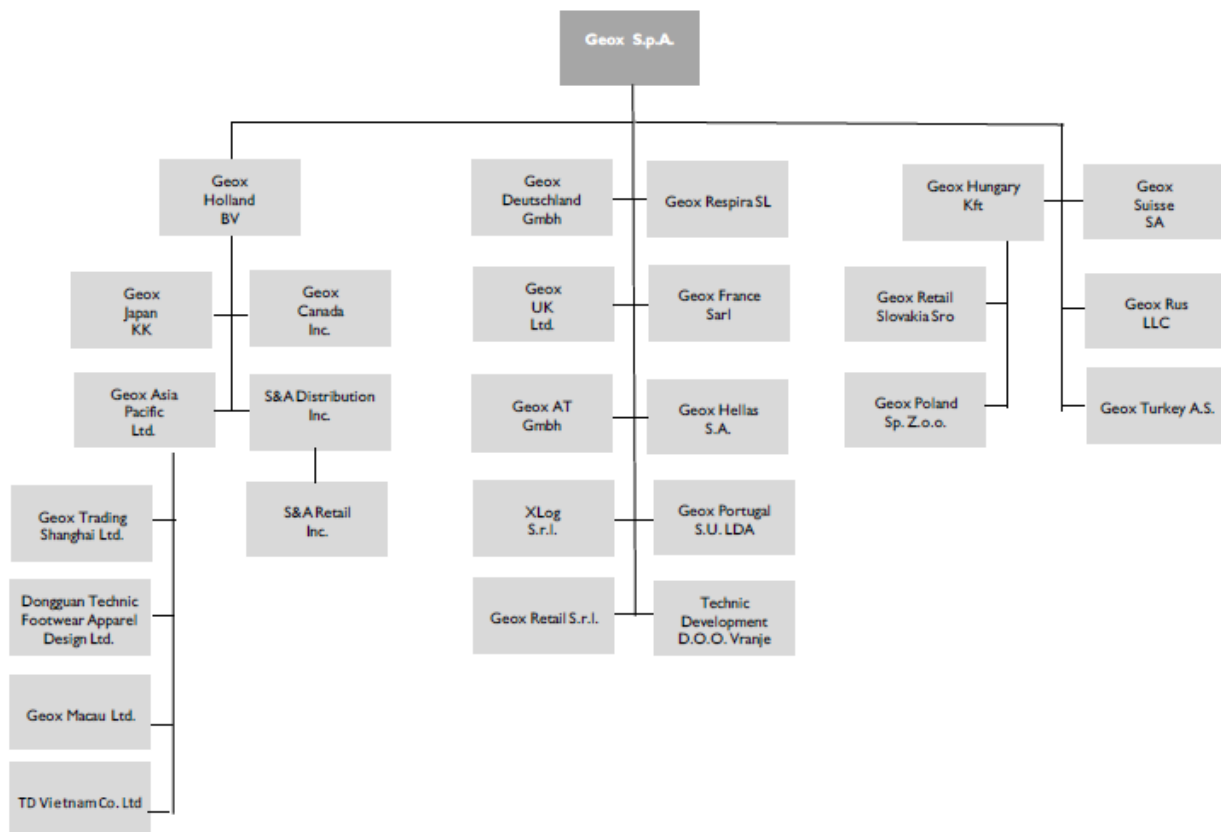 Geox S.p.A.
Geox
Holland
BV
Geox
Deutschland
Gmbh
Geox Respira SL
Geox Hungary
Kft
Geox
Suisse
SA
Geox
Japan
KK
Geox
Canada
Inc.
Geox
UK
Ltd.
Geox France
Sarl
Geox Retail
Slovakia Sro
Geox Rus
LLC
Geox Asia
Pacific
Ltd.
S&A Distribution
Inc.
Geox AT
Gmbh
Geox Hellas
S.A.
Geox Poland
Sp. Z.o.o.
Geox Turkey A.S.
Geox Trading
Shanghai Ltd.
S&A Retail
Inc.
XLog
S.r.l.
Geox Portugal
S.U. LDA
Dongguan Technic
Footwear Apparel
Design Ltd.
Geox Retail S.r.l.
Technic
Development
D.O.O. Vranje
Geox Macau Ltd.
TD Vietnam Co. Ltd